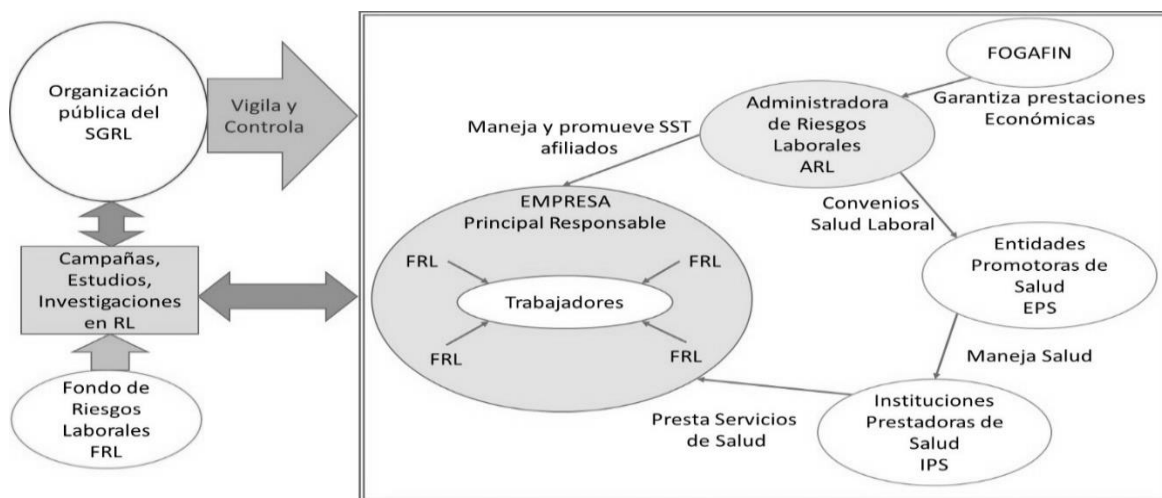 Organización
pública del
SGRL
Vigila y
Controla
Campañas,
Estudios,
Investigaciones
en RL
Fondo de
Riesgos
Laborales
FRL
FOGAFIN
Garantiza prestaciones
Económicas
Administradora
de Riesgos
Laborales
ARL
Maneja y promueve SST
afiliados
EMPRESA
Principal Responsable
FRL
FRL
Trabajadores
FRL
FRL
Convenios
Salud Laboral
Entidades
Promotoras de
Salud
EPS
Maneja Salud
Instituciones
Prestadoras de
Salud
IPS
Presta Servicios
de Salud